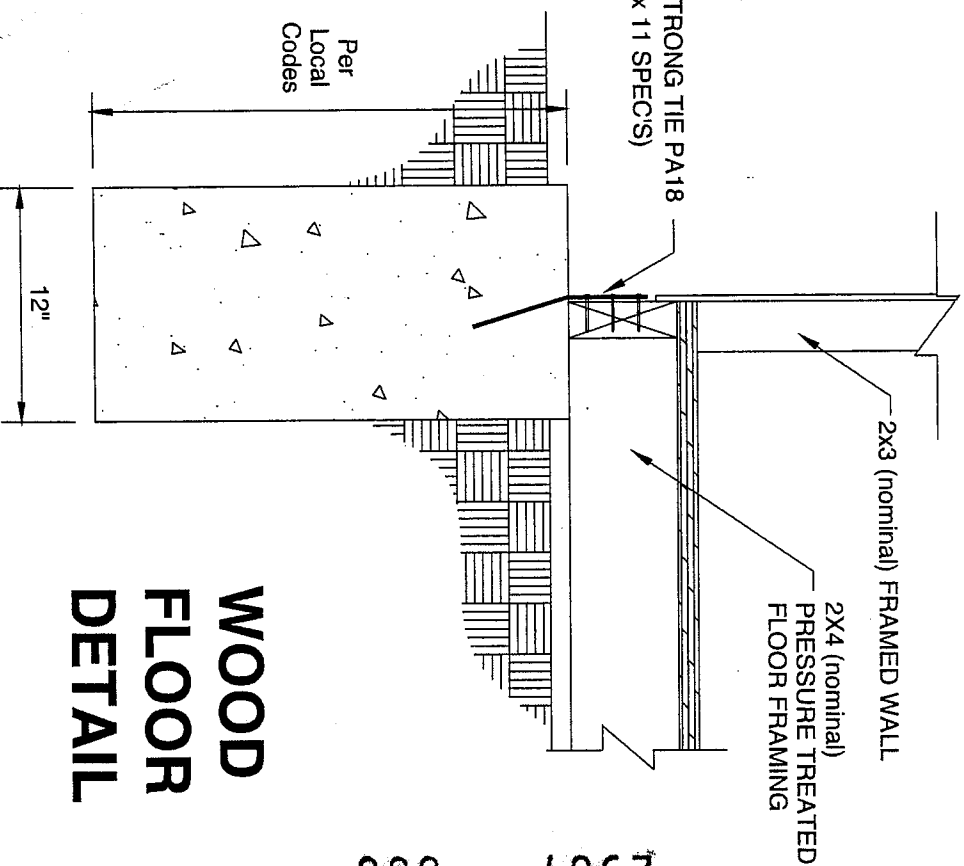 TRONG TIE PA18
x 11 SPEC'S)
2x3 (nominal) FRAMED WALL
2X4 (nominal)
PRESSURE TREATED
FLOOR FRAMING
Per
Local
Codes
12"
WOOD
FLOOR
DETAIL